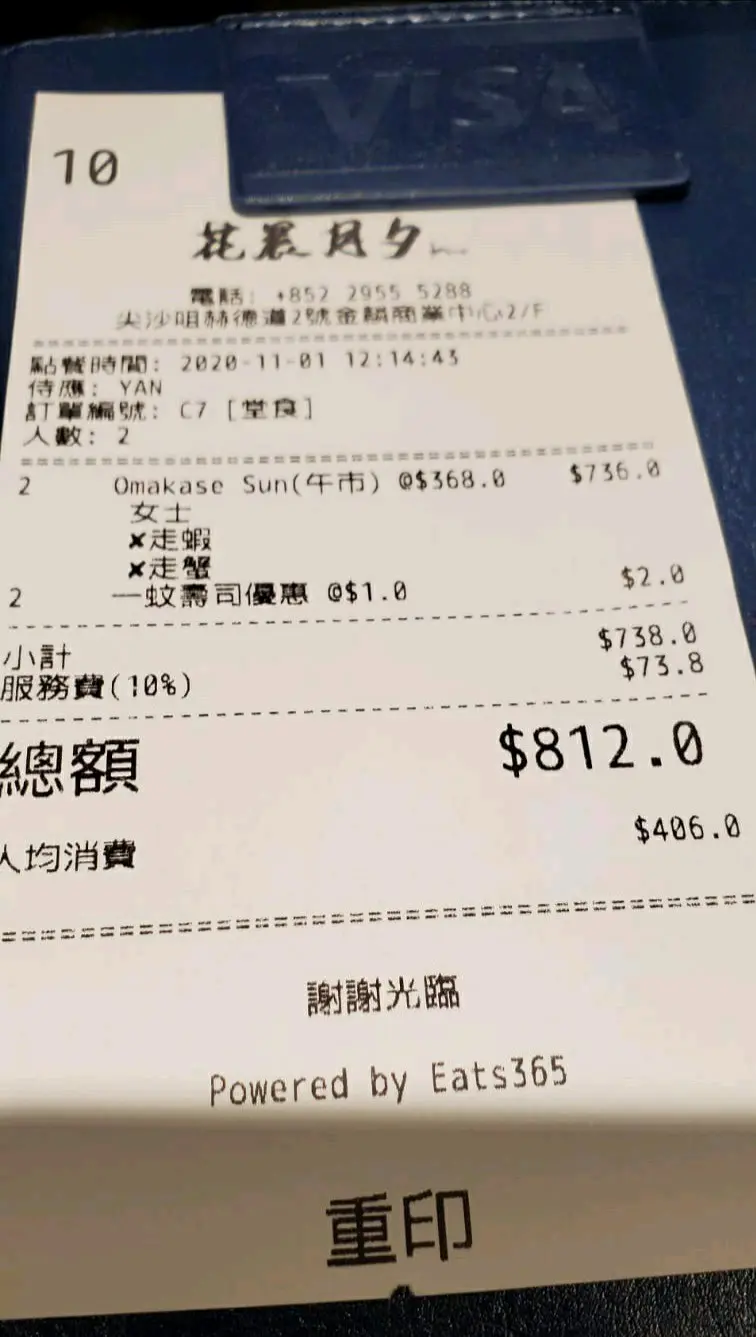 VISA
10
花晨月夕
電話: +852 2955 5288
尖沙咀赫德道2號金麟商業中心2/F
點餐時間: 2020-11-01 12:14:43
侍應: YAN
訂單編號: C7 [堂食]
人數: 2
2 Omakase Sun(午市) @$368.0 $736.0
女士
✘走蝦
✘走蟹
2 一蚊壽司優惠 @$1.0 $2.0
小計 $738.0
服務費(10%) $73.8
總額 $812.0
人均消費 $406.0
謝謝光臨
Powered by Eats365
重印